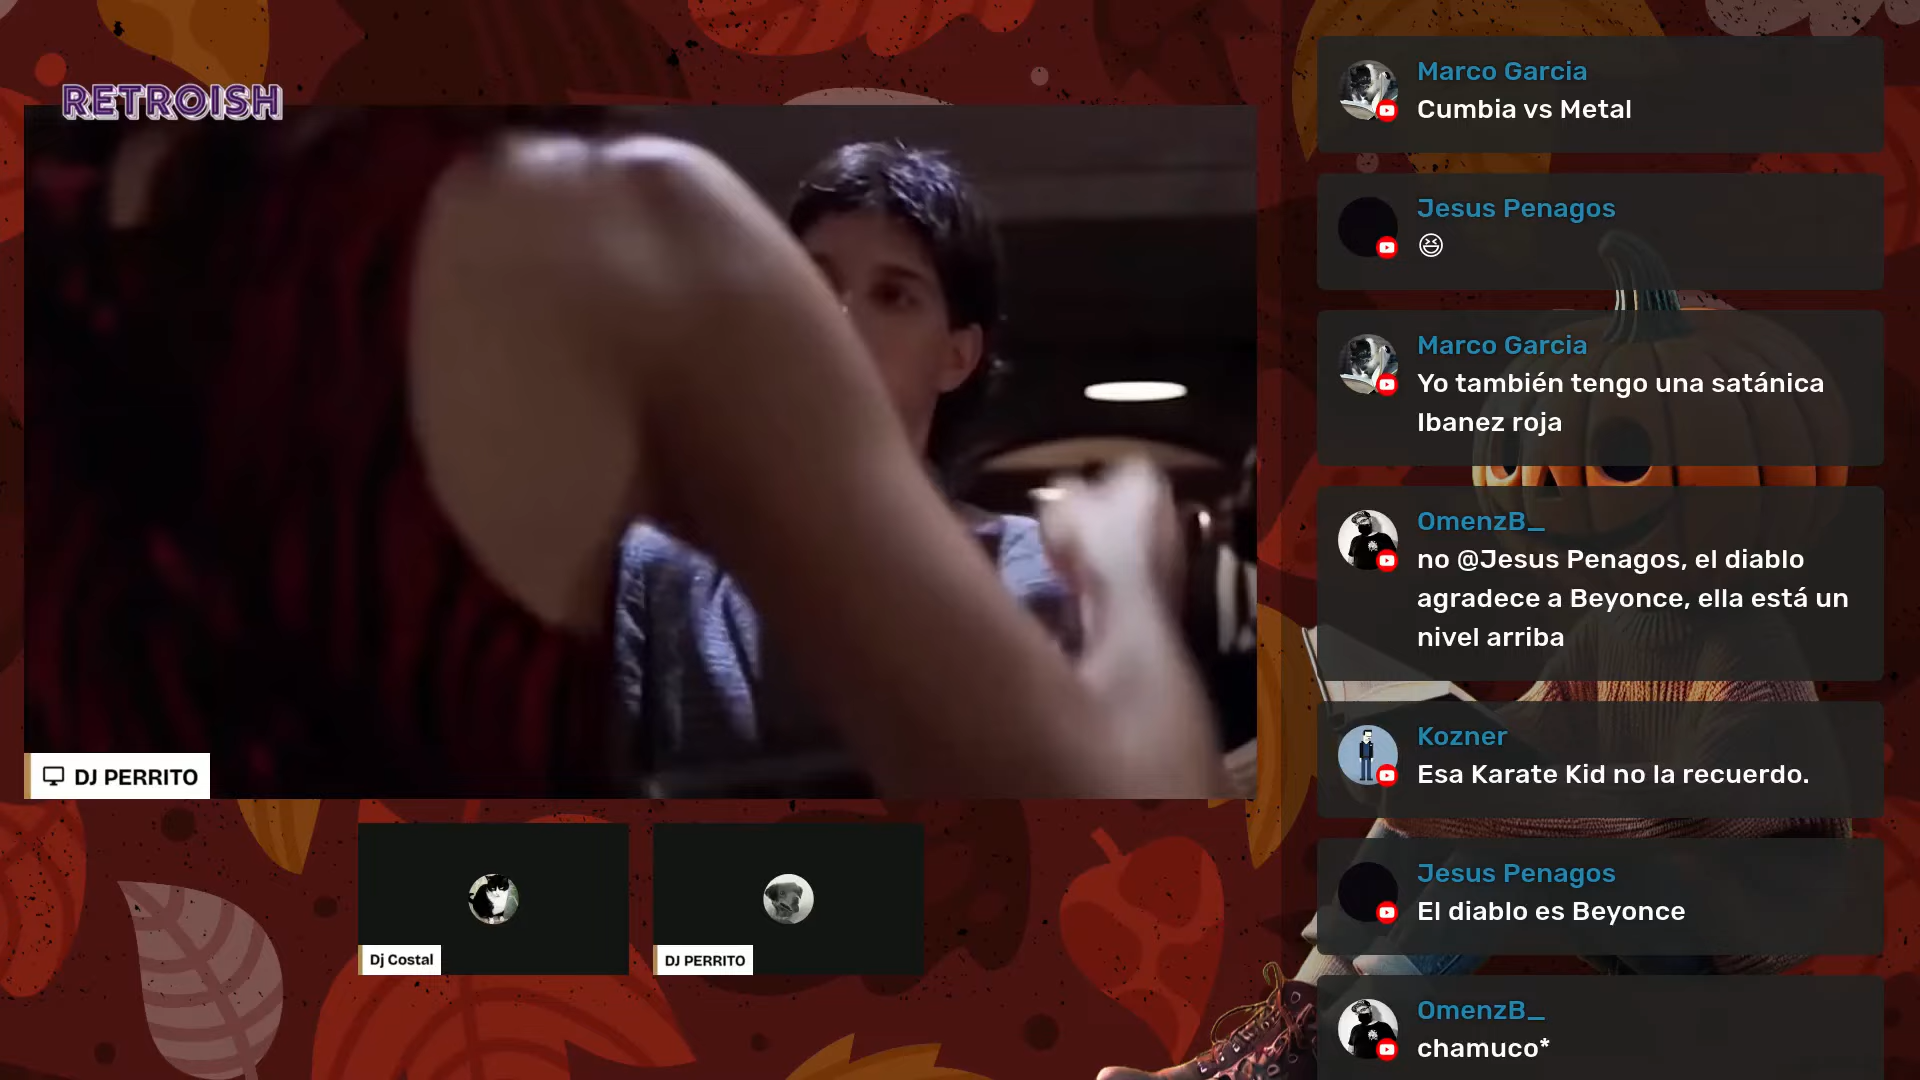 RETROISH
DJ PERRITO
Dj Costal
DJ PERRITO
Marco Garcia
Cumbia vs Metal
Jesus Penagos
😆
Marco Garcia
Yo también tengo una satánica
Ibanez roja
OmenzB_
no @Jesus Penagos, el diablo
agradece a Beyonce, ella está un
nivel arriba
Kozner
Esa Karate Kid no la recuerdo.
Jesus Penagos
El diablo es Beyonce
OmenzB_
chamuco*